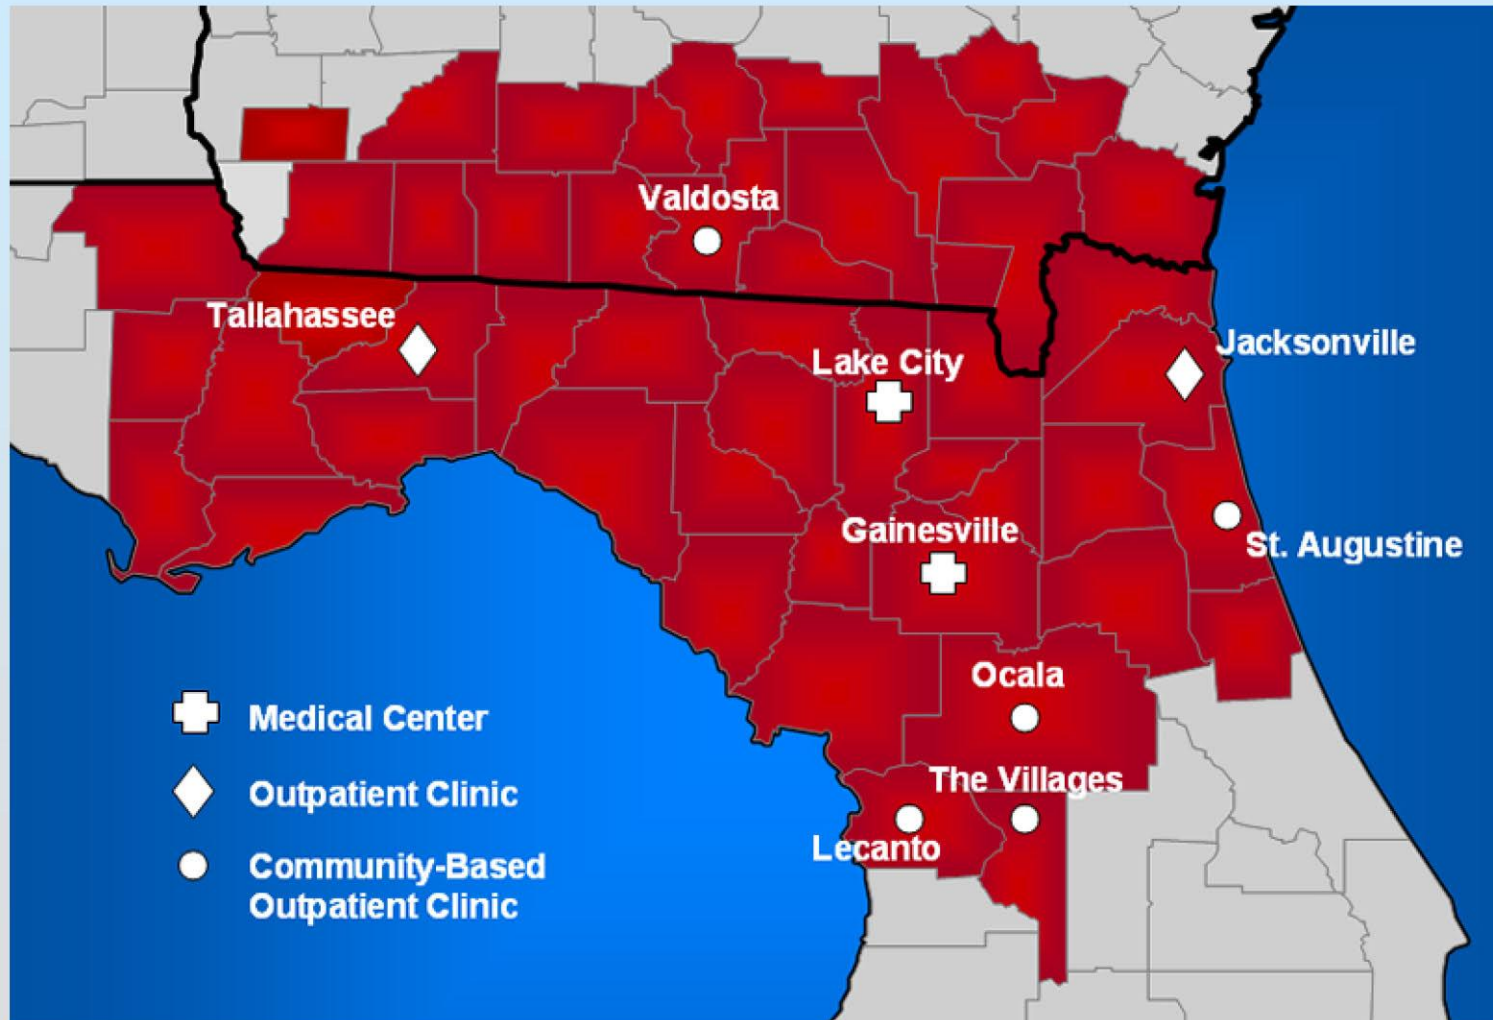 Valdosta
Tallahassee
Jacksonville
Lake City
Gainesville
St. Augustine
Ocala
The Villages
Lecanto
Medical Center
Outpatient Clinic
Community-Based
Outpatient Clinic